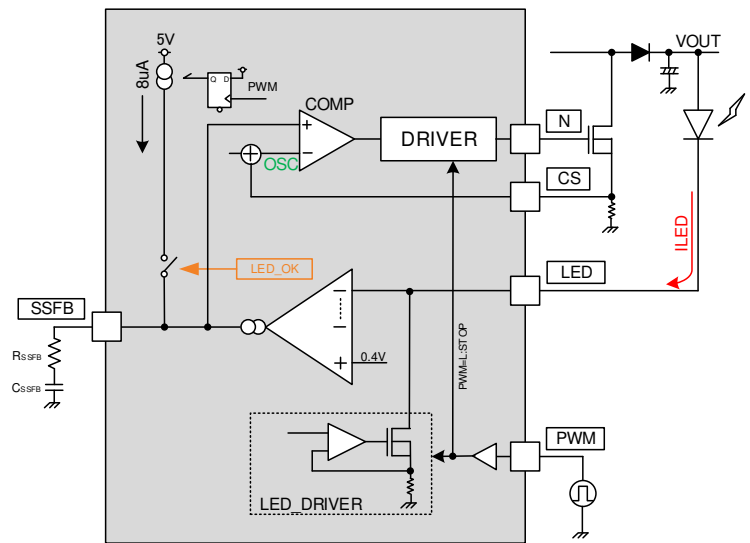 5V
8uA
Q D
PWM
COMP
VOUT
DRIVER
N
OSC
CS
ILED
LED_OK
LED
SSFB
RSSFB
CSSFB
0.4V
PWM=L:STOP
PWM
LED_DRIVER